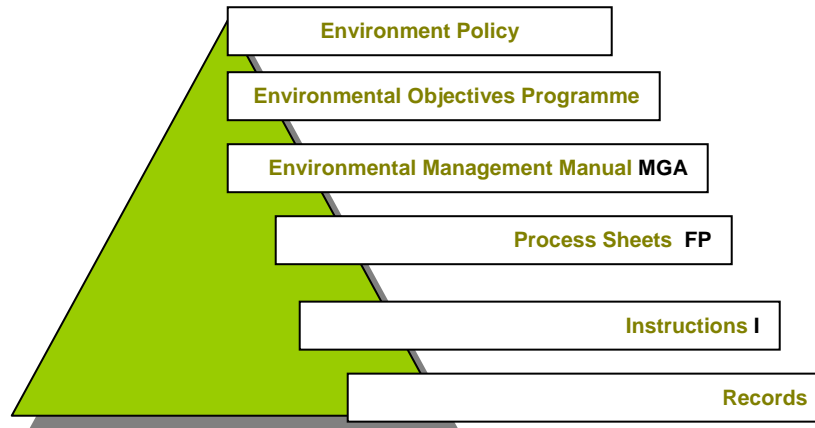 Environment Policy
Environmental Objectives Programme
Environmental Management Manual MGA
Process Sheets FP
Instructions I
Records